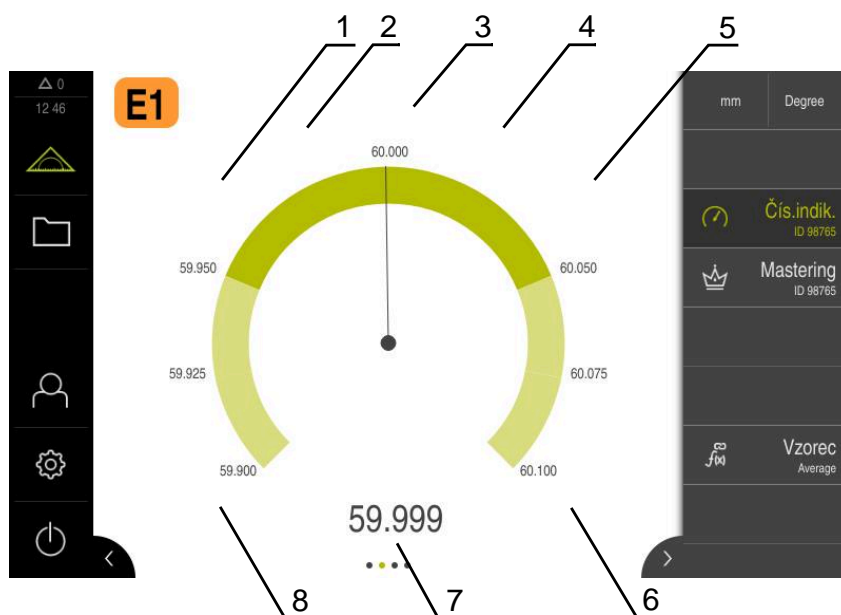 1 2 3 4 5
0
12 46
E1
mm Degree
60.000
Čís.indik.
ID 98765
59.950 60.050
Mastering
ID 98765
59.925 60.075
59.900 60.100
f(x) Vzorec
Average
59.999
8 7 6